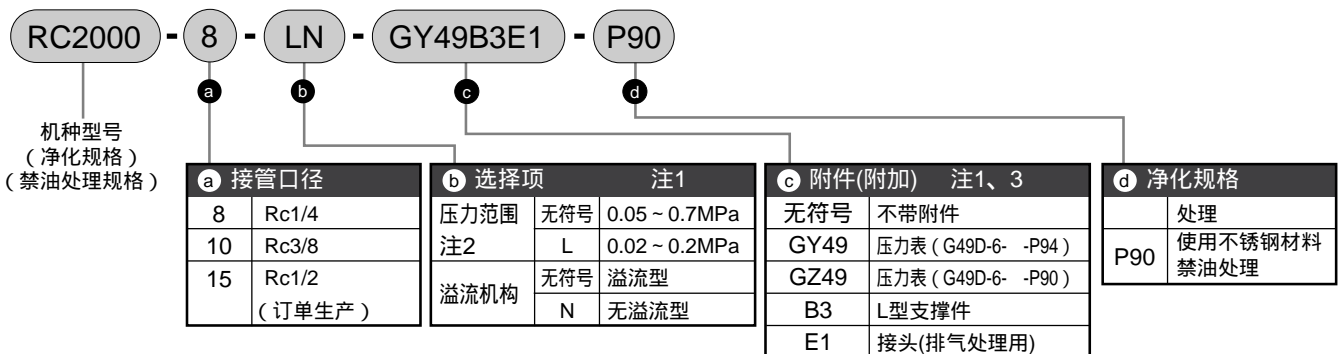 RC2000 - 8 - LN - GY49B3E1 - P90
a b c d
机种型号
(净化规格)
(禁油处理规格)
a 接管口径
8 Rc1/4
10 Rc3/8
15 Rc1/2
(订单生产)
b 选择项 注1
压力范围 注2 无符号 0.05~0.7MPa
L 0.02~0.2MPa
溢流机构 无符号 溢流型
N 无溢流型
c 附件(附加) 注1、3
无符号 不带附件
GY49 压力表(G49D-6- -P94)
GZ49 压力表(G49D-6- -P90)
B3 L型支撑件
E1 接头(排气处理用)
d 净化规格
处理
P90 使用不锈钢材料
禁油处理